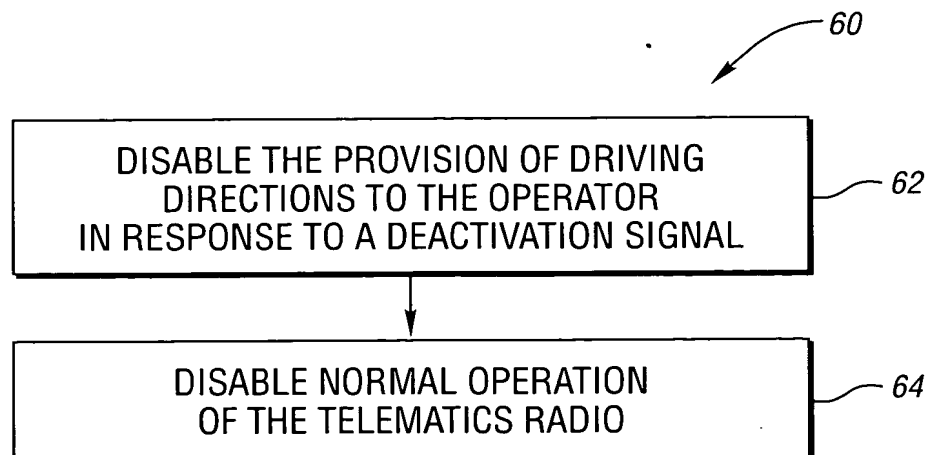 60
DISABLE THE PROVISION OF DRIVING
DIRECTIONS TO THE OPERATOR
IN RESPONSE TO A DEACTIVATION SIGNAL
62
DISABLE NORMAL OPERATION
OF THE TELEMATICS RADIO
64